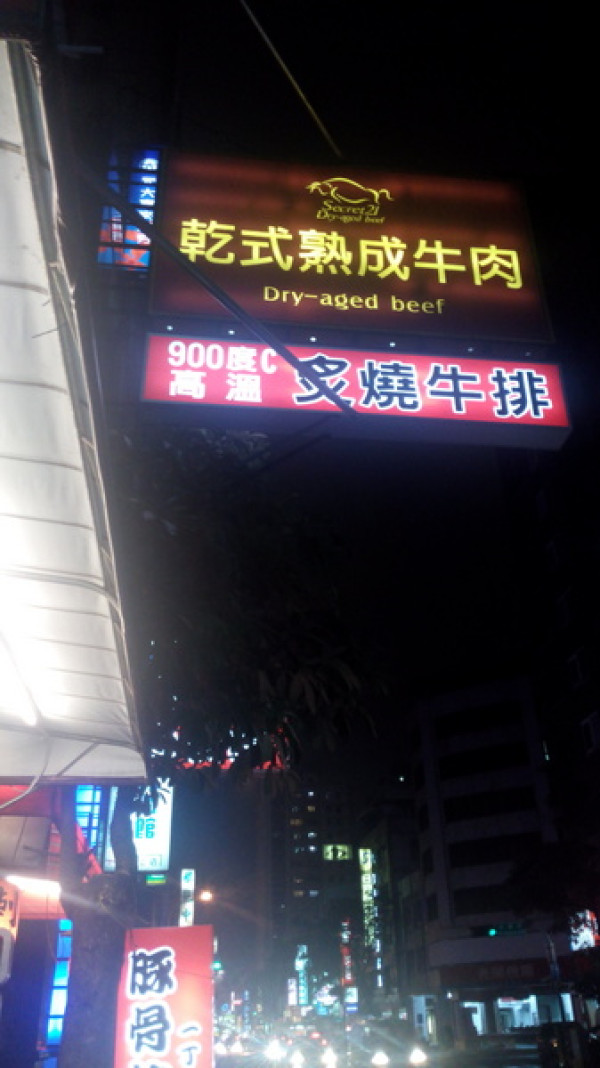 Secret21
Dry-aged beef
乾式熟成牛肉
Dry-aged beef
900度C
高溫
炙燒牛排
館
豚骨
一丁